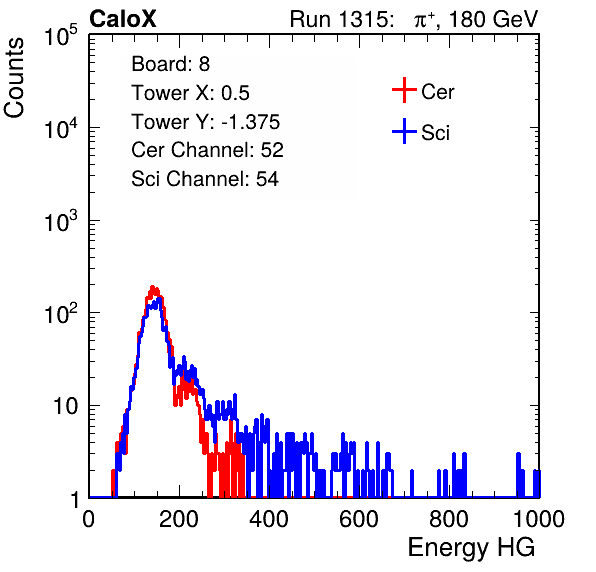 CaloX Run 1315: π⁺, 180 GeV
Board: 8
Tower X: 0.5
Tower Y: -1.375
Cer Channel: 52
Sci Channel: 54
Cer
Sci
Counts
10⁵
10⁴
10³
10²
10
1
0 200 400 600 800 1000
Energy HG